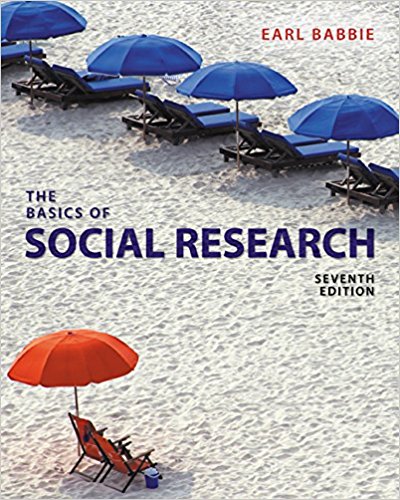 EARL BABBIE
THE
BASICS OF
SOCIAL RESEARCH
SEVENTH
EDITION